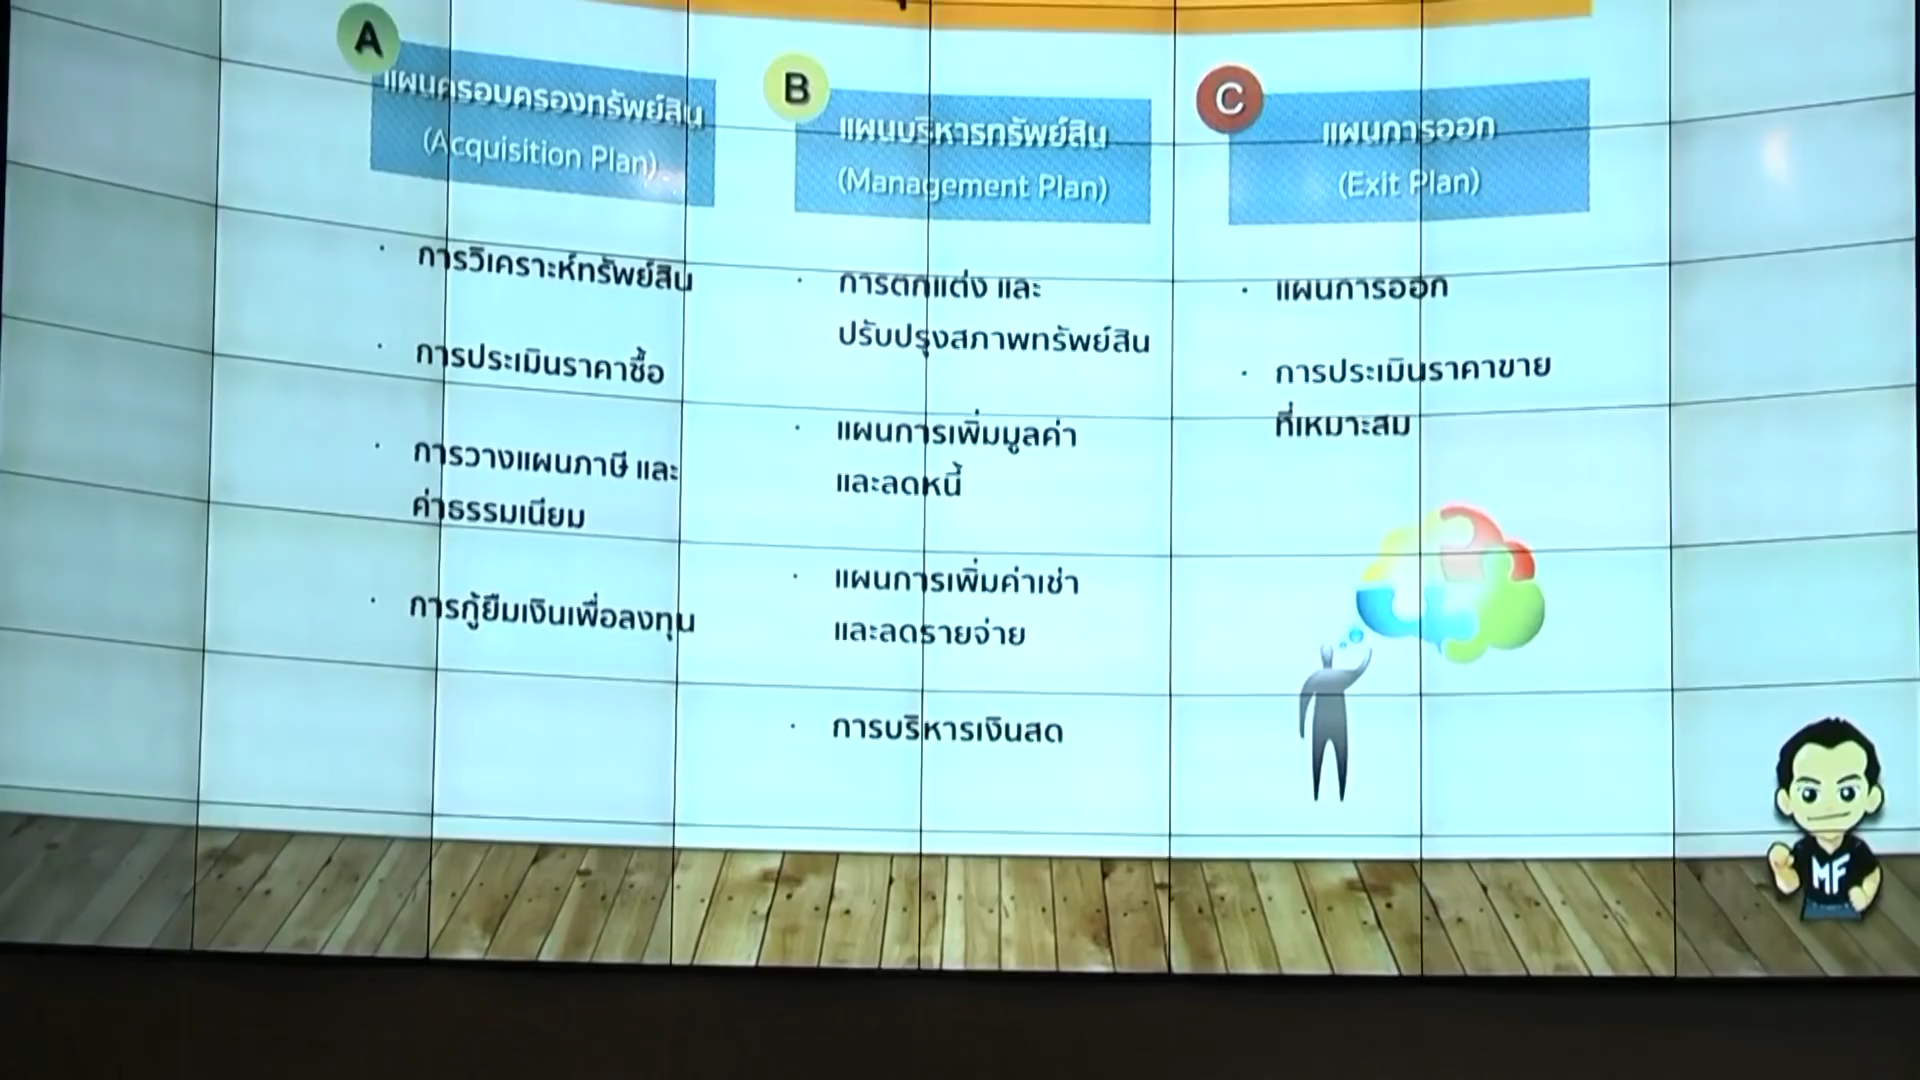 A
แผนครอบครองทรัพย์สิน
(Acquisition Plan)
การวิเคราะห์ทรัพย์สิน
การประเมินราคาซื้อ
การวางแผนภาษี และ
ค่าธรรมเนียม
การกู้ยืมเงินเพื่อลงทุน
B
แผนบริหารทรัพย์สิน
(Management Plan)
การตกแต่ง และ
ปรับปรุงสภาพทรัพย์สิน
แผนการเพิ่มมูลค่า
และลดหนี้
แผนการเพิ่มค่าเช่า
และลดรายจ่าย
การบริหารเงินสด
C
แผนการออก
(Exit Plan)
แผนการออก
การประเมินราคาขาย
ที่เหมาะสม
MF